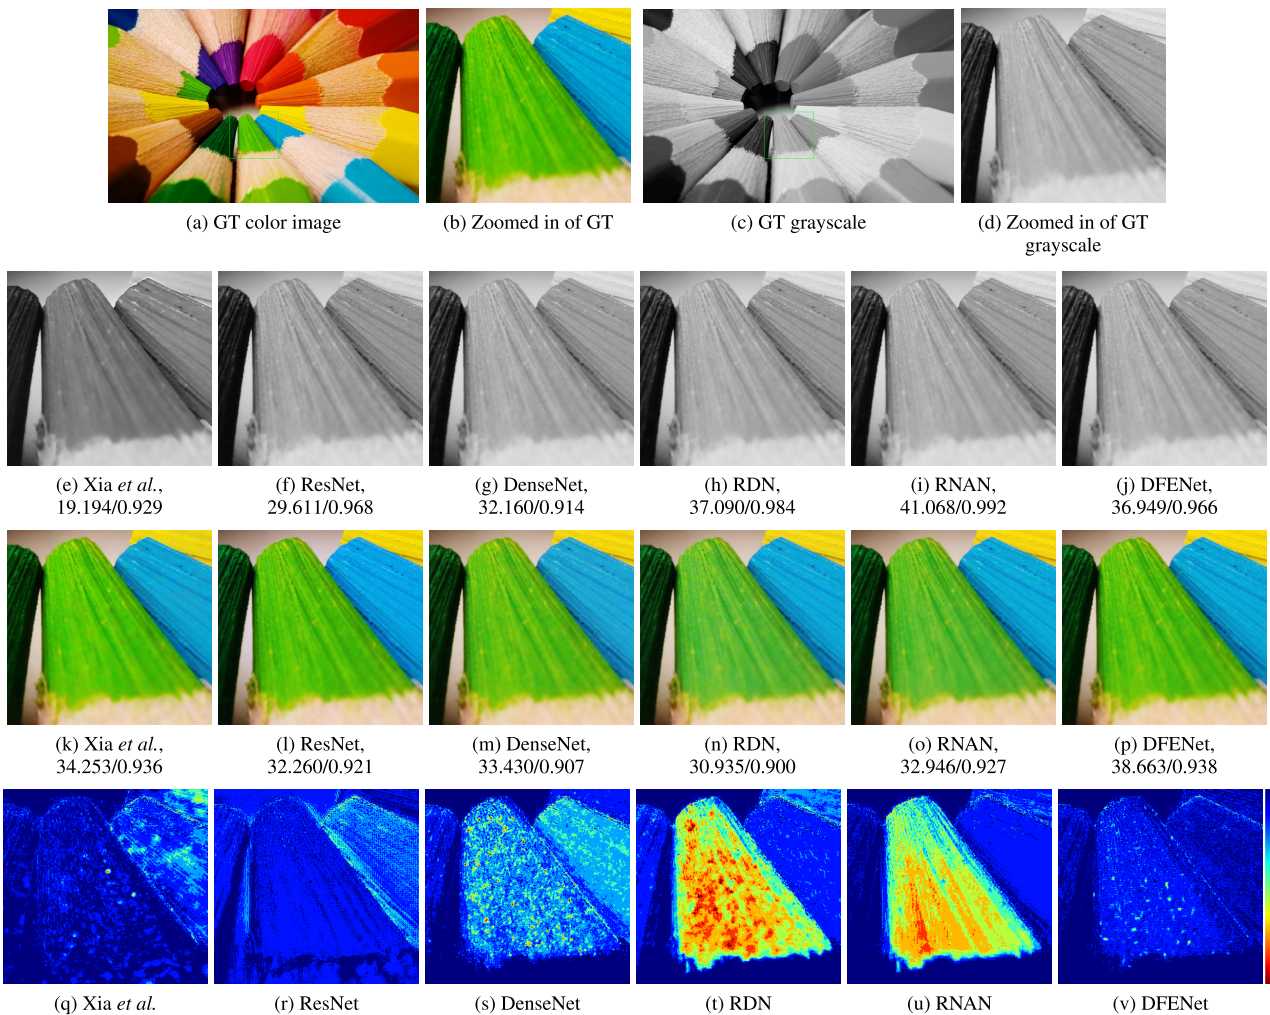 (a) GT color image
(b) Zoomed in of GT
(c) GT grayscale
(d) Zoomed in of GT
grayscale
(e) Xia et al.,
19.194/0.929
(f) ResNet,
29.611/0.968
(g) DenseNet,
32.160/0.914
(h) RDN,
37.090/0.984
(i) RNAN,
41.068/0.992
(j) DFENet,
36.949/0.966
(k) Xia et al.,
34.253/0.936
(l) ResNet,
32.260/0.921
(m) DenseNet,
33.430/0.907
(n) RDN,
30.935/0.900
(o) RNAN,
32.946/0.927
(p) DFENet,
38.663/0.938
(q) Xia et al.
(r) ResNet
(s) DenseNet
(t) RDN
(u) RNAN
(v) DFENet